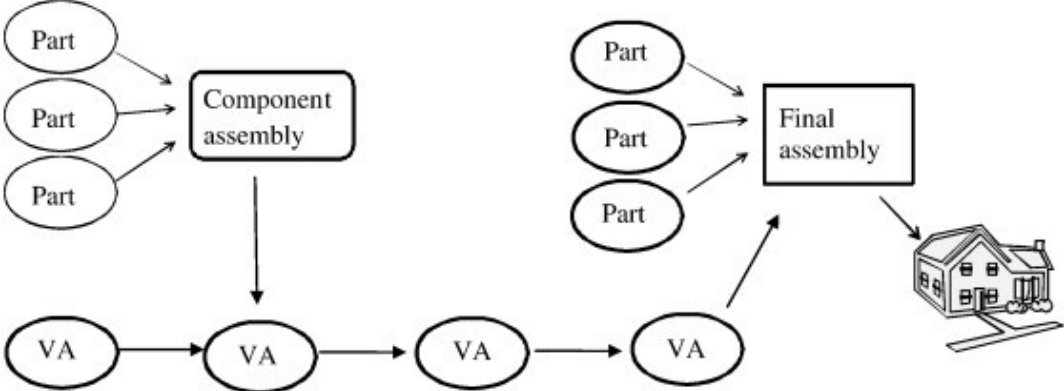 Part
Part
Part
Component
assembly
Part
Part
Part
Final
assembly
VA
VA
VA
VA